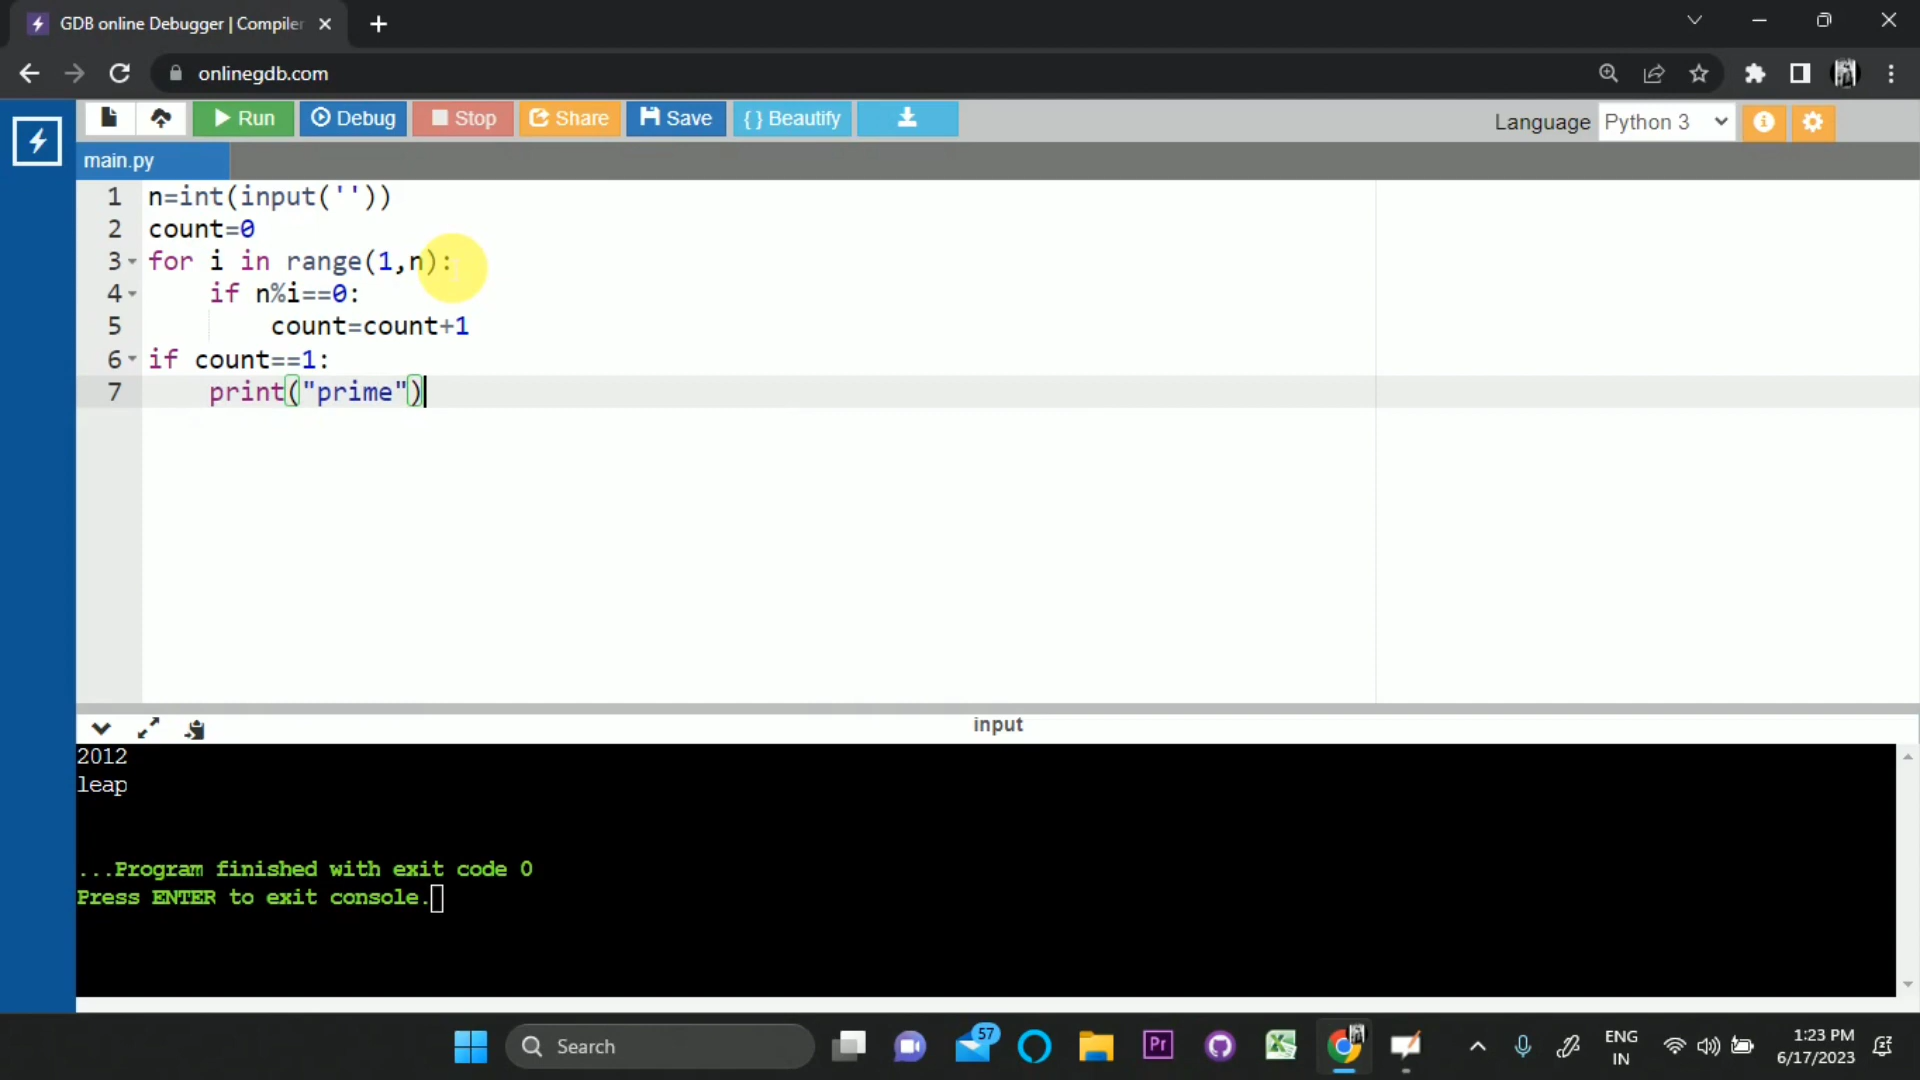 GDB online Debugger | Compiler
onlinegdb.com
Run Debug Stop Share Save { } Beautify Language Python 3
main.py
1 n=int(input(''))
2 count=0
3 for i in range(1,n):
4 if n%i==0:
5 count=count+1
6 if count==1:
7 print("prime")
input
2012
leap
...Program finished with exit code 0
Press ENTER to exit console.
Search
57
Pr
ENG
IN
1:23 PM
6/17/2023